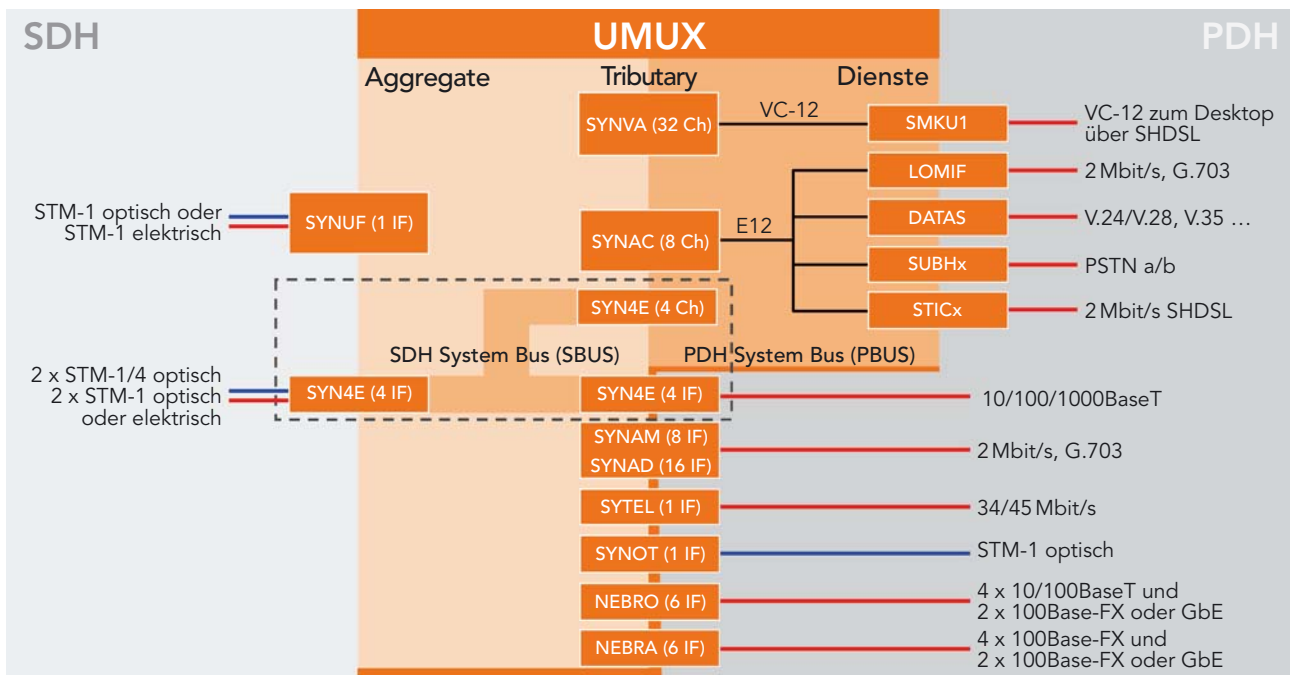 SDH
UMUX
PDH
Aggregate
Tributary
Dienste
SYNVA (32 Ch)
VC-12
SMKU1
VC-12 zum Desktop
über SHDSL
LOMIF
2 Mbit/s, G.703
STM-1 optisch oder
STM-1 elektrisch
SYNUF (1 IF)
SYNAC (8 Ch)
E12
DATAS
V.24/V.28, V.35 ...
SUBHx
PSTN a/b
SYN4E (4 Ch)
STICx
2 Mbit/s SHDSL
SDH System Bus (SBUS)
PDH System Bus (PBUS)
2 x STM-1/4 optisch
2 x STM-1 optisch
oder elektrisch
SYN4E (4 IF)
SYN4E (4 IF)
10/100/1000BaseT
SYNAM (8 IF)
SYNAD (16 IF)
2 Mbit/s, G.703
SYTEL (1 IF)
34/45 Mbit/s
SYNOT (1 IF)
STM-1 optisch
NEBRO (6 IF)
4 x 10/100BaseT und
2 x 100Base-FX oder GbE
NEBRA (6 IF)
4 x 100Base-FX und
2 x 100Base-FX oder GbE